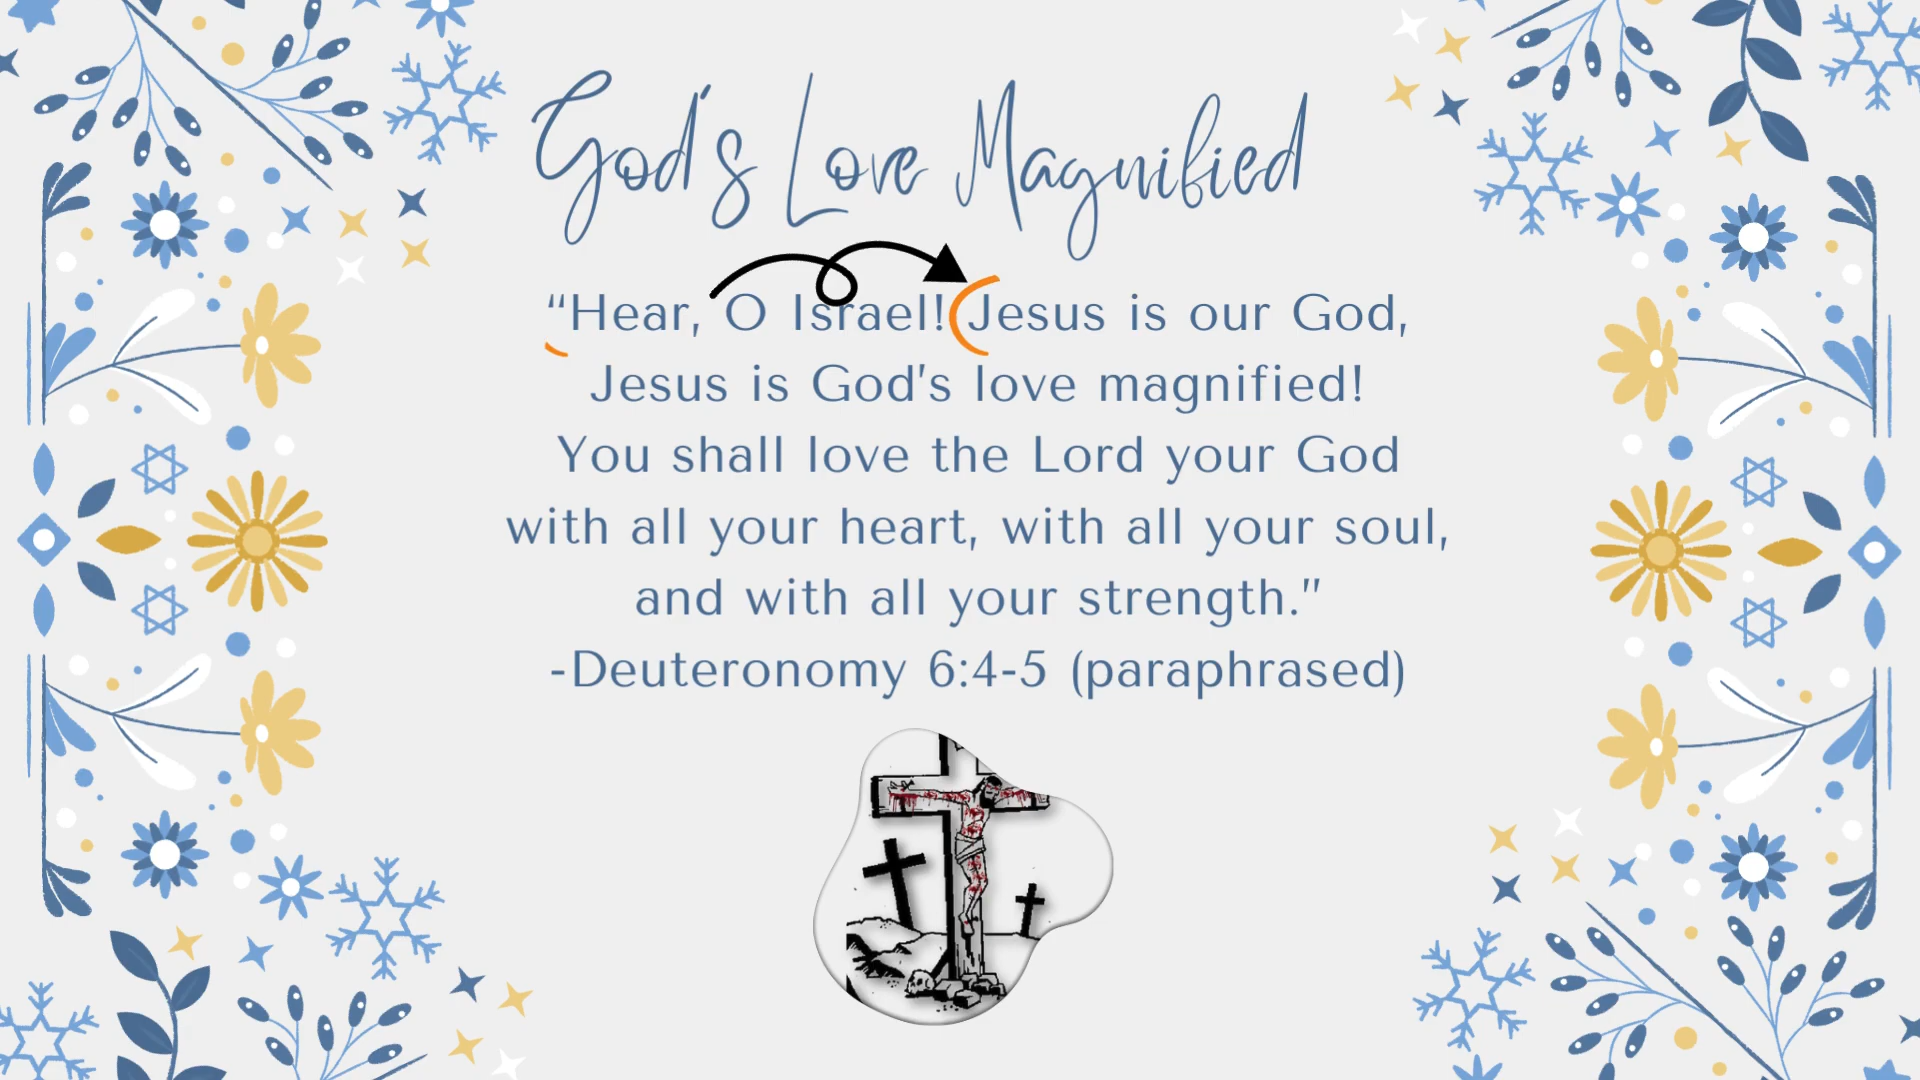 God's Love Magnified
“Hear, O Israel! Jesus is our God,
Jesus is God's love magnified!
You shall love the Lord your God
with all your heart, with all your soul,
and with all your strength.”
-Deuteronomy 6:4-5 (paraphrased)